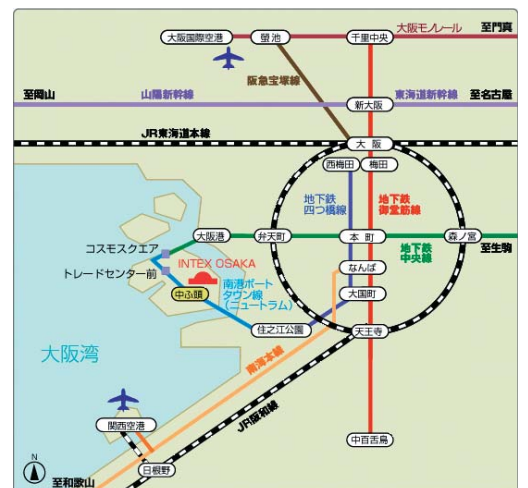 大阪モノレール
至門真
大阪国際空港
螢池
千里中央
阪急宝塚線
至岡山
山陽新幹線
東海道新幹線
至名古屋
新大阪
JR東海道本線
大阪
西梅田
梅田
地下鉄
四つ橋線
地下鉄
御堂筋線
大阪港
弁天町
本町
森ノ宮
コスモスクエア
地下鉄
中央線
至生駒
トレードセンター前
INTEX OSAKA
なんば
中ふ頭
南港ポート
タウン線
(ニュートラム)
大国町
住之江公園
天王寺
大阪湾
南海本線
JR阪和線
関西空港
中百舌鳥
N
日根野
至和歌山